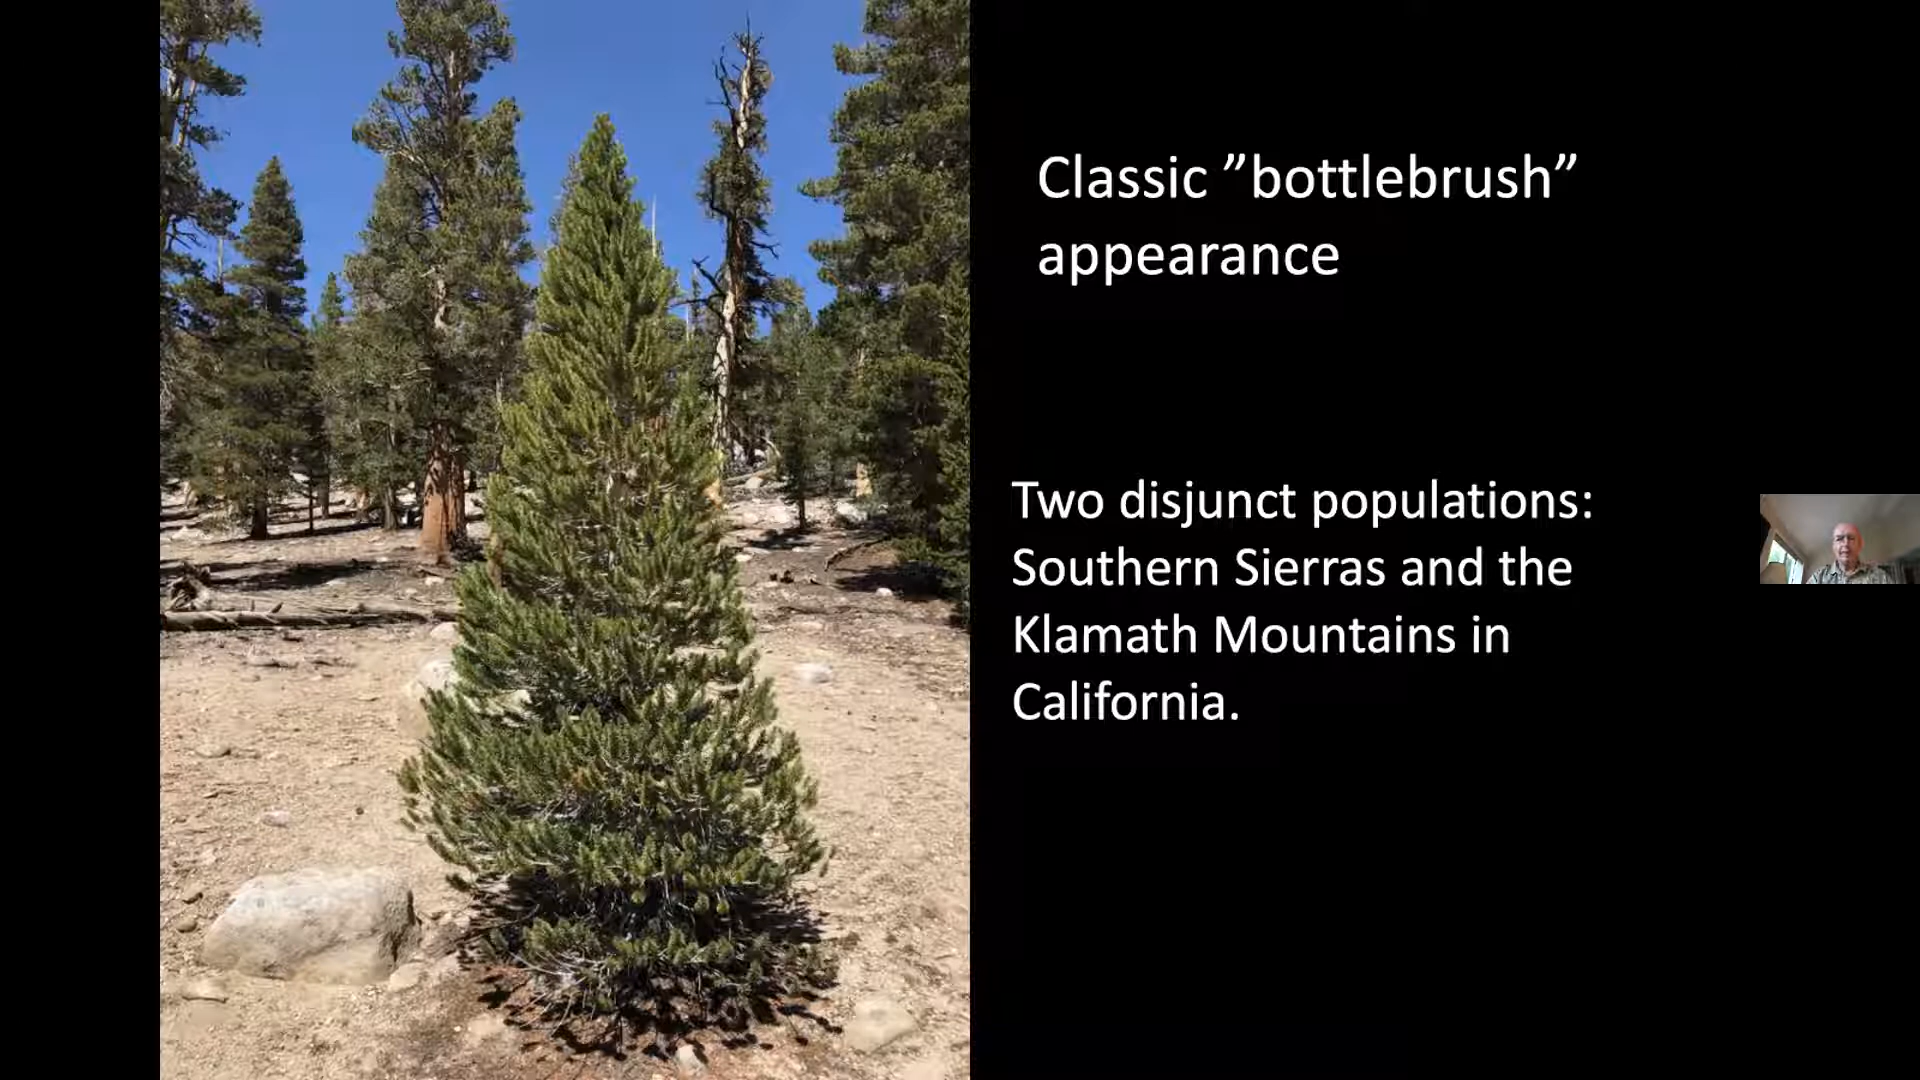 Classic ”bottlebrush”
appearance
Two disjunct populations:
Southern Sierras and the
Klamath Mountains in
California.